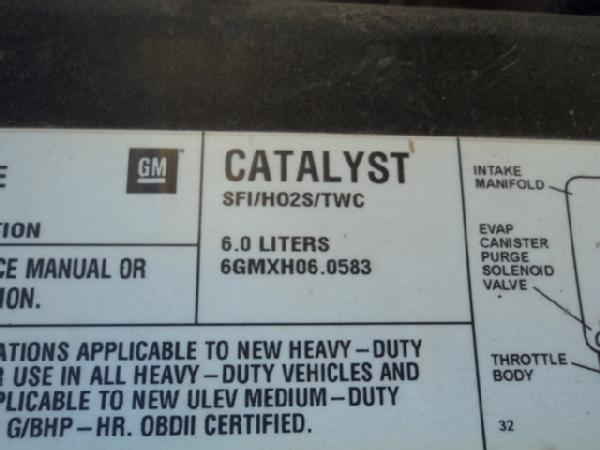 E
GM
CATALYST
SFI/HO2S/TWC
TION
6.0 LITERS
6GMXH06.0583
CE MANUAL OR
ION.
INTAKE
MANIFOLD
EVAP
CANISTER
PURGE
SOLENOID
VALVE
THROTTLE
BODY
32
ATIONS APPLICABLE TO NEW HEAVY–DUTY
R USE IN ALL HEAVY–DUTY VEHICLES AND
PLICABLE TO NEW ULEV MEDIUM–DUTY
G/BHP–HR. OBDII CERTIFIED.